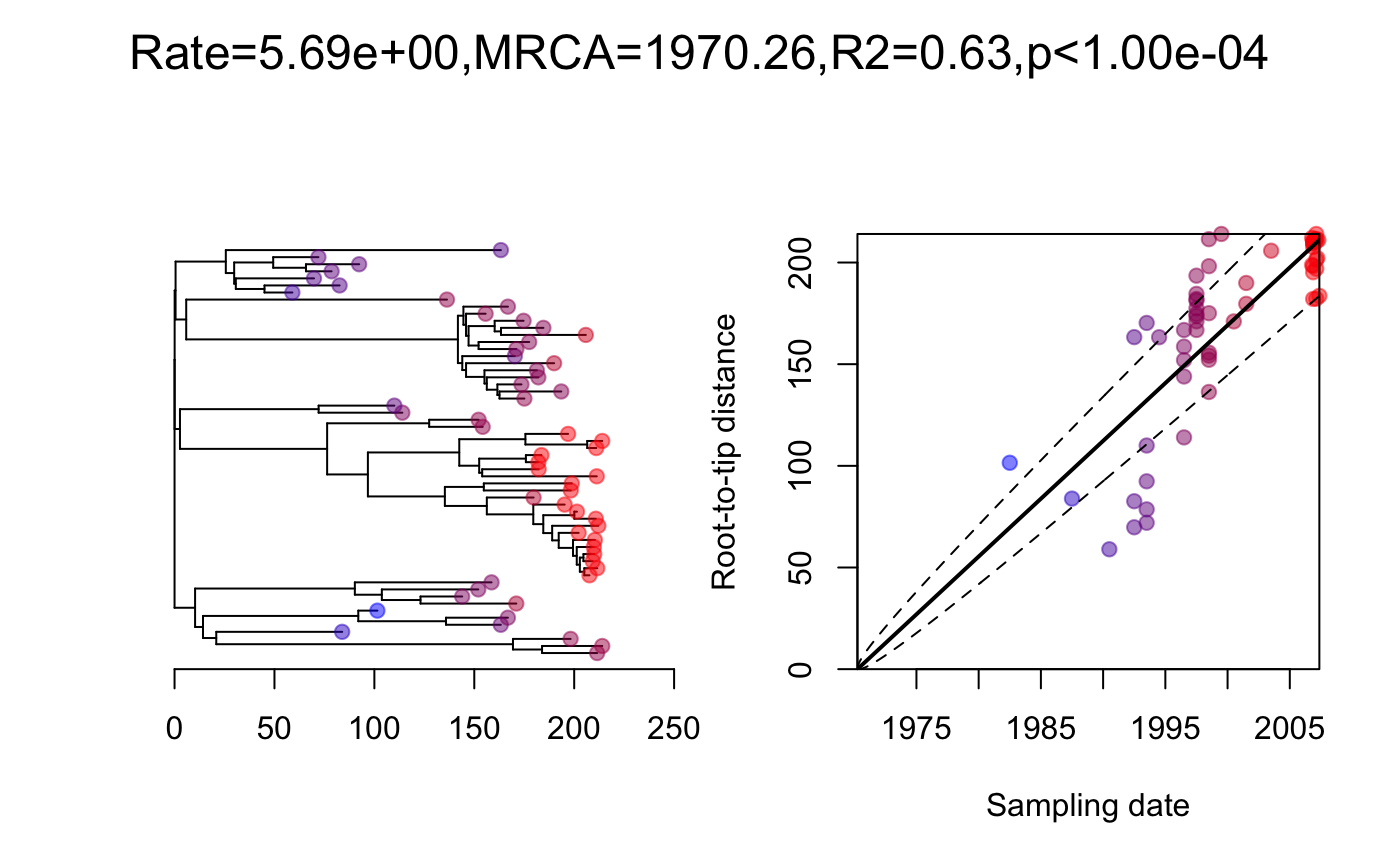 Rate=5.69e+00,MRCA=1970.26,R2=0.63,p<1.00e-04
0 50 100 150 200 250
Root-to-tip distance
0 50 100 150 200
1975 1985 1995 2005
Sampling date